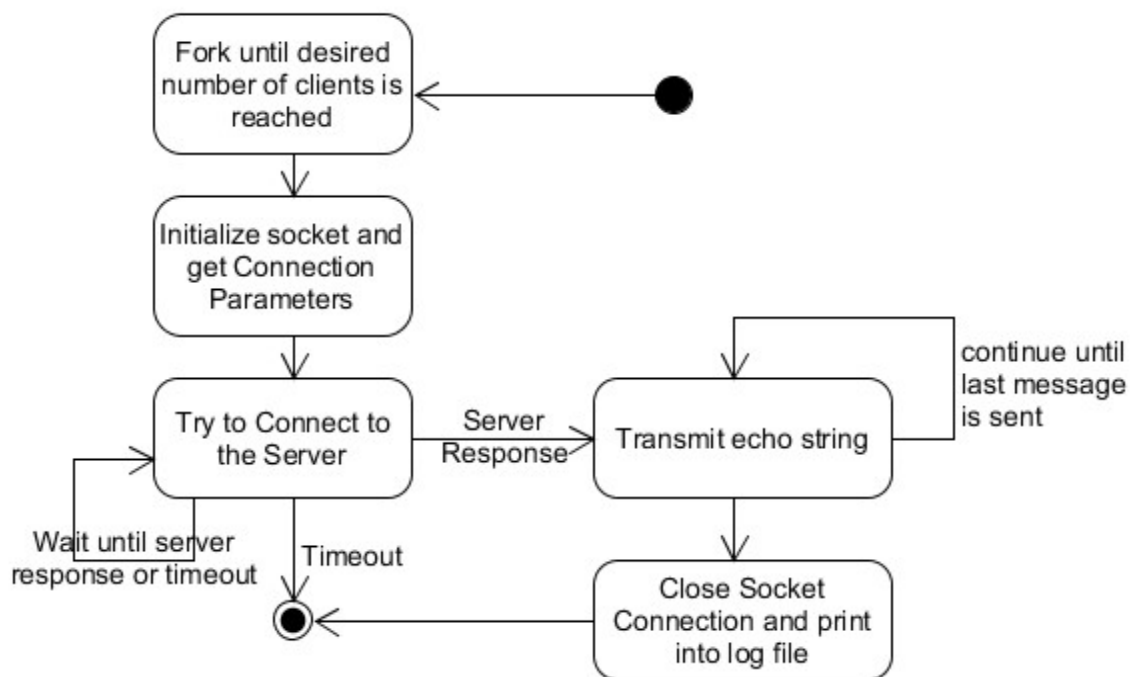 Fork until desired
number of clients is
reached
Initialize socket and
get Connection
Parameters
Try to Connect to
the Server
Server
Response
Transmit echo string
continue until
last message
is sent
Wait until server
response or timeout
Timeout
Close Socket
Connection and print
into log file